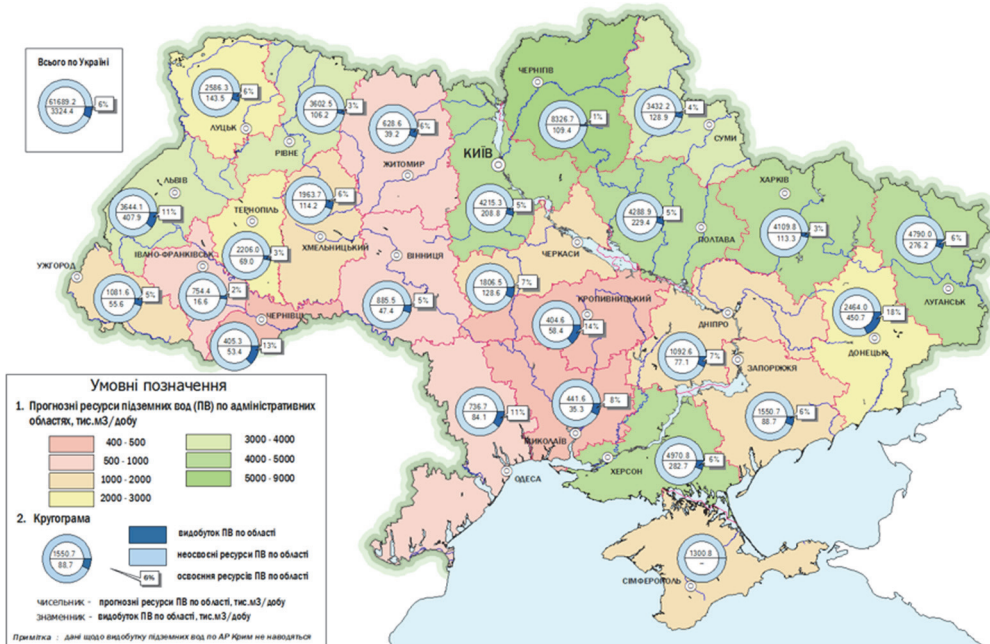 Всього по Україні
61689.2
3324.4
6%
2586.3
143.5
6%
ЛУЦЬК
3602.5
106.2
3%
РІВНЕ
628.6
39.2
6%
ЖИТОМИР
КИЇВ
4215.3
208.8
5%
ЧЕРНІГІВ
8326.7
109.4
1%
3432.2
128.9
4%
СУМИ
ЛЬВІВ
3644.1
407.9
11%
ТЕРНОПІЛЬ
2206.0
69.0
3%
1963.7
114.2
6%
ХМЕЛЬНИЦЬКИЙ
ВІННИЦЯ
885.5
47.4
5%
ЧЕРКАСИ
1806.5
128.6
7%
4288.9
229.4
5%
ПОЛТАВА
ХАРКІВ
4109.8
113.3
3%
4790.0
276.2
6%
ЛУГАНСЬК
УЖГОРОД
1081.6
55.6
5%
ІВАНО-ФРАНКІВСЬК
754.4
16.6
2%
ЧЕРНІВЦІ
405.3
53.4
13%
КРОПИВНИЦЬКИЙ
404.6
58.4
14%
ДНІПРО
1092.6
77.1
7%
ЗАПОРІЖЖЯ
1550.7
88.7
6%
2464.0
450.7
18%
ДОНЕЦЬК
736.7
84.1
11%
ОДЕСА
441.6
35.3
8%
МИКОЛАЇВ
ХЕРСОН
4970.8
282.7
6%
1300.8
–
СІМФЕРОПОЛЬ
Умовні позначення
1. Прогнозні ресурси підземних вод (ПВ) по адміністративних
областях, тис.м3/добу
400 - 500
500 - 1000
1000 - 2000
2000 - 3000
3000 - 4000
4000 - 5000
5000 - 9000
2. Кругограма
1550.7
88.7
6%
видобуток ПВ по області
неосвоєні ресурси ПВ по області
освоєння ресурсів ПВ по області
чисельник - прогнозні ресурси ПВ по області, тис.м3/добу
знаменник - видобуток ПВ по області, тис.м3/добу
Примітка : дані щодо видобутку підземних вод по АР Крим не наводяться